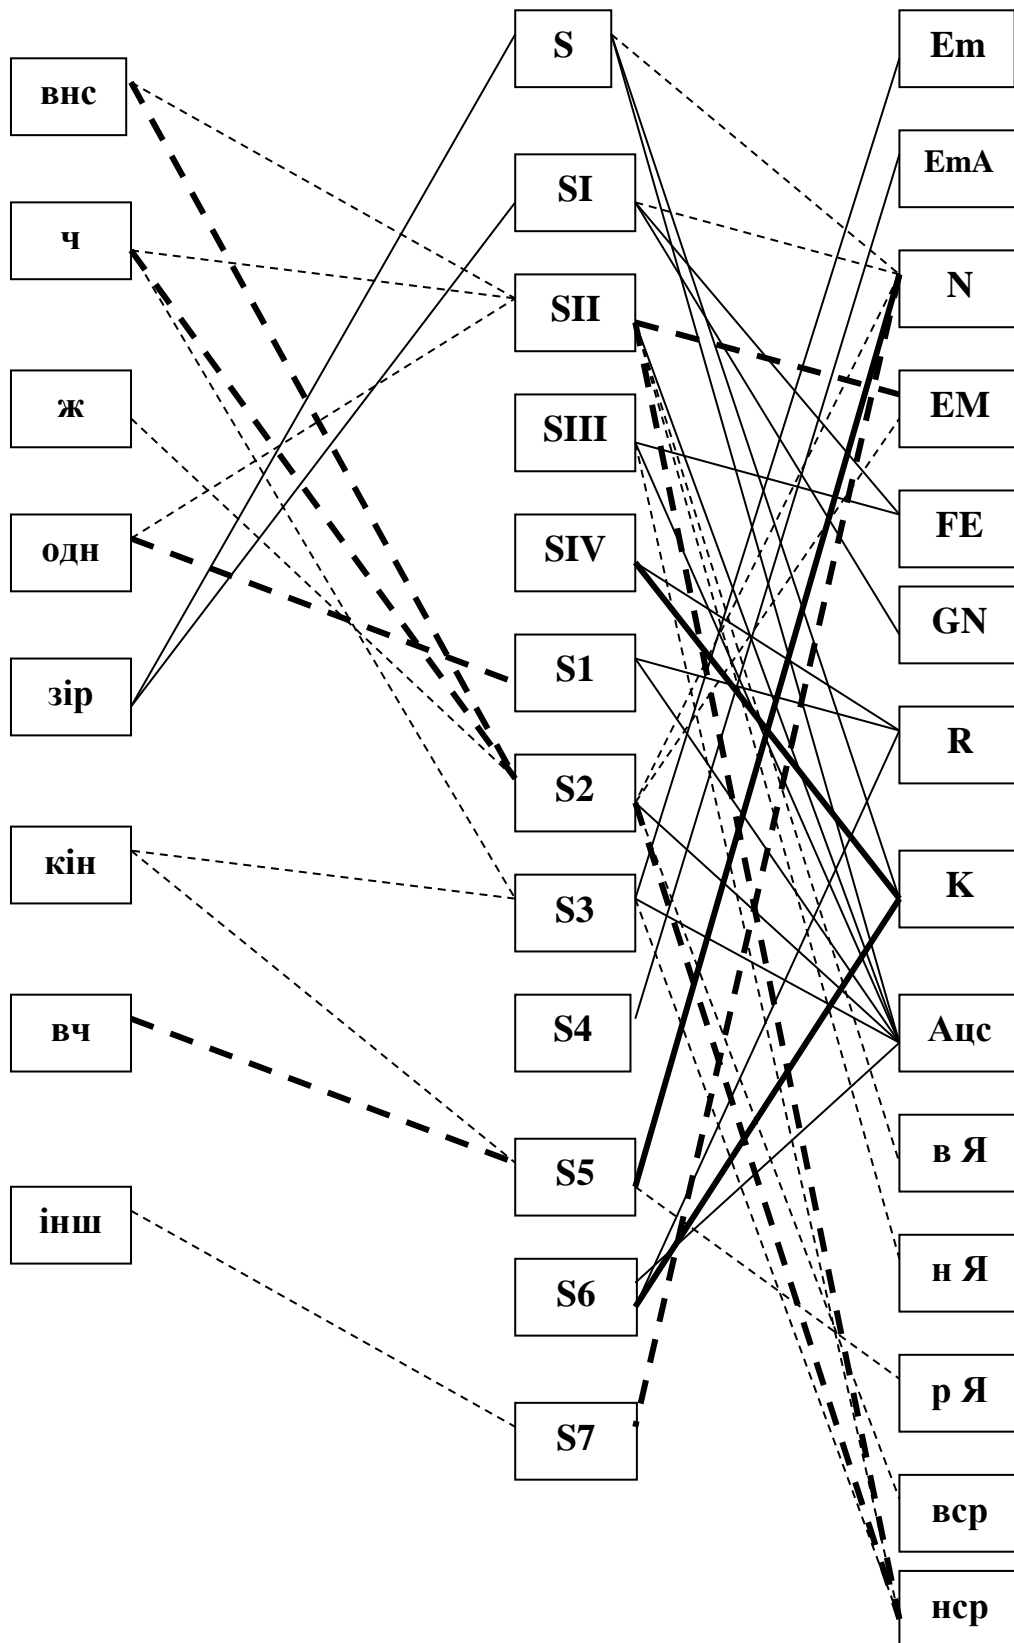 внс
ч
ж
одн
зір
кін
вч
інш
S
SI
SII
SIII
SIV
S1
S2
S3
S4
S5
S6
S7
Em
EmA
N
EM
FE
GN
R
K
Ацс
в Я
н Я
р Я
вср
нср